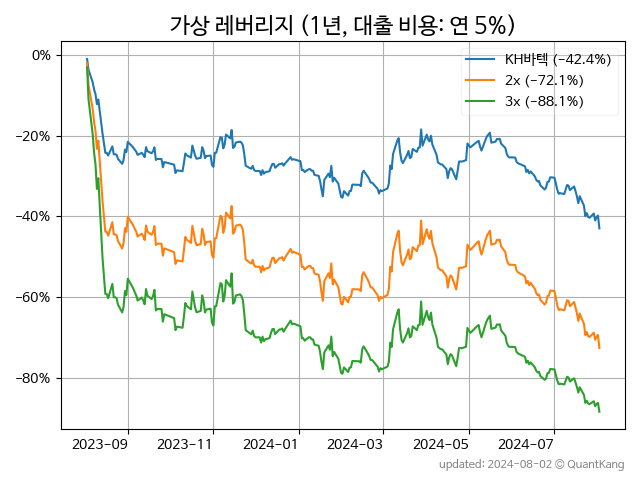 가상 레버리지 (1년, 대출 비용: 연 5%)
KH바텍 (−42.4%)
2x (−72.1%)
3x (−88.1%)
0%
−20%
−40%
−60%
−80%
2023-09 2023-11 2024-01 2024-03 2024-05 2024-07
updated: 2024-08-02 © QuantKang